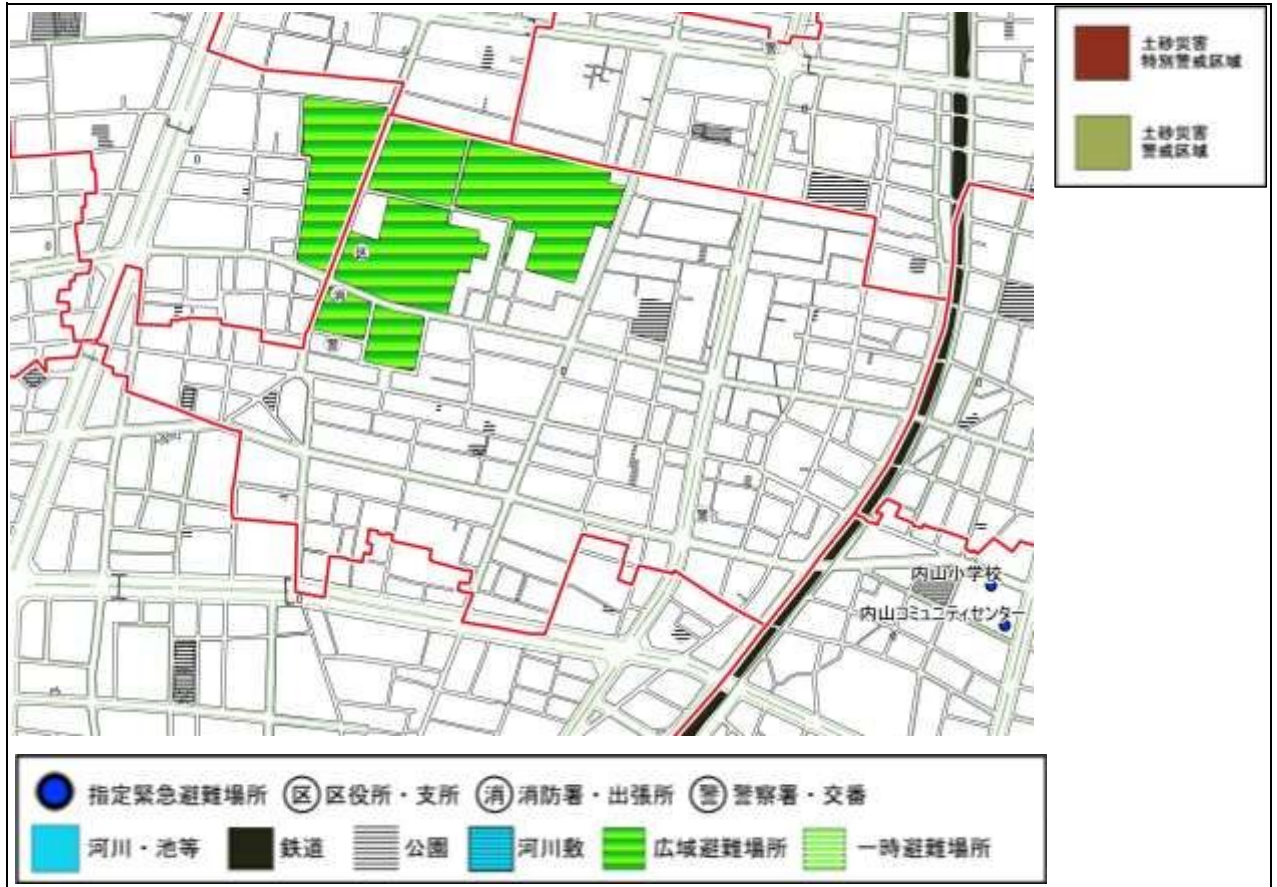 土砂災害
特別警戒区域
土砂災害
警戒区域
警
区
消
警
警
内山小学校
内山コミュニティセンター
指定緊急避難場所 区 区役所・支所 消 消防署・出張所 警 警察署・交番
河川・池等 鉄道 公園 河川敷 広域避難場所 一時避難場所